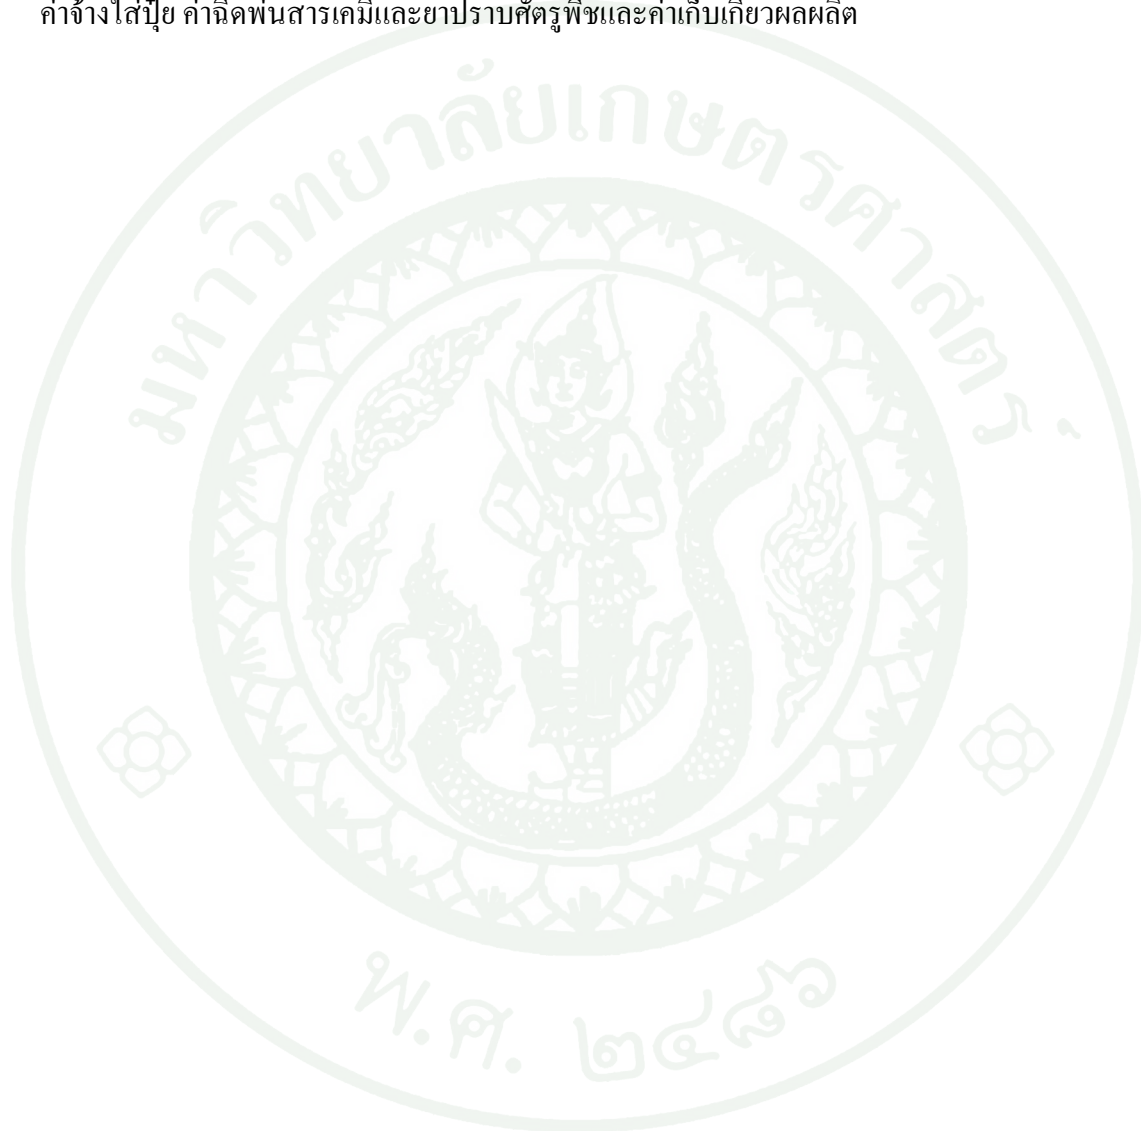 ค่าจ้างใส่ปุ๋ย ค่าฉีดพ่นสารเคมีและยาปราบศัตรูพืชและค่าเก็บเกี่ยวผลผลิต
มหาวิทยาลัยเกษตรศาสตร์
พ.ศ. ๒๔๘๖